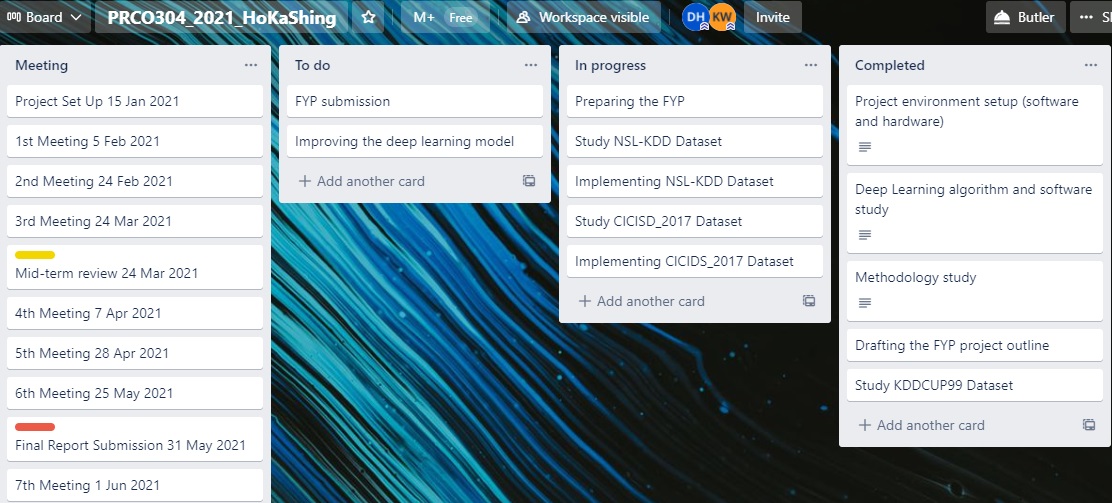 Board
PRCO304_2021_HoKaShing
M+ Free
Workspace visible
DH KW
Invite
Butler
Meeting
Project Set Up 15 Jan 2021
1st Meeting 5 Feb 2021
2nd Meeting 24 Feb 2021
3rd Meeting 24 Mar 2021
Mid-term review 24 Mar 2021
4th Meeting 7 Apr 2021
5th Meeting 28 Apr 2021
6th Meeting 25 May 2021
Final Report Submission 31 May 2021
7th Meeting 1 Jun 2021
To do
FYP submission
Improving the deep learning model
+ Add another card
In progress
Preparing the FYP
Study NSL-KDD Dataset
Implementing NSL-KDD Dataset
Study CICISD_2017 Dataset
Implementing CICIDS_2017 Dataset
+ Add another card
Completed
Project environment setup (software
and hardware)
Deep Learning algorithm and software
study
Methodology study
Drafting the FYP project outline
Study KDDCUP99 Dataset
+ Add another card